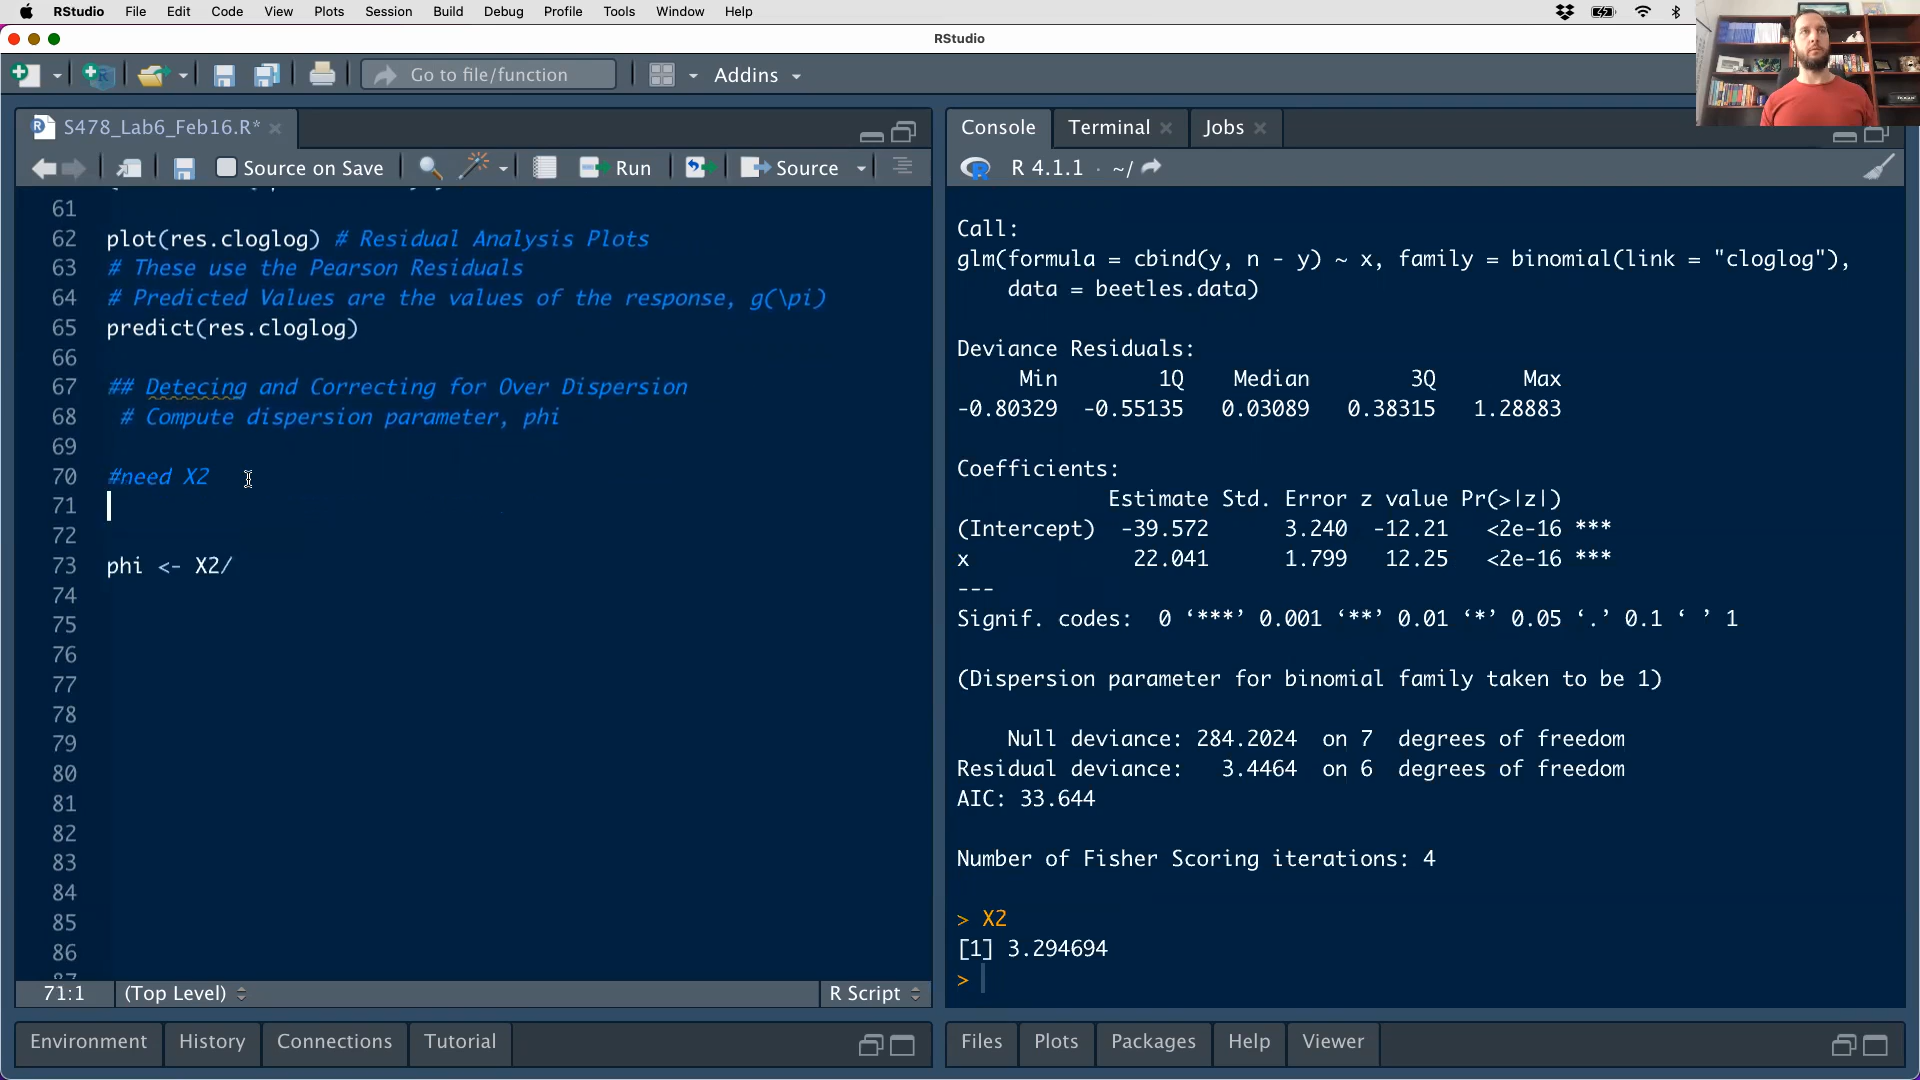 RStudio File Edit Code View Plots Session Build Debug Profile Tools Window Help
RStudio
Go to file/function
Addins
S478_Lab6_Feb16.R*
Source on Save
Run
Source
61
62 plot(res.cloglog) # Residual Analysis Plots
63 # These use the Pearson Residuals
64 # Predicted Values are the values of the response, g(\pi)
65 predict(res.cloglog)
66
67 ## Detecing and Correcting for Over Dispersion
68 # Compute dispersion parameter, phi
69
70 #need X2
71
72
73 phi <- X2/
74
75
76
77
78
79
80
81
82
83
84
85
86
71:1 (Top Level) R Script
Environment History Connections Tutorial
Console Terminal Jobs
R 4.1.1 · ~/
Call:
glm(formula = cbind(y, n - y) ~ x, family = binomial(link = "cloglog"),
data = beetles.data)
Deviance Residuals:
Min 1Q Median 3Q Max
-0.80329 -0.55135 0.03089 0.38315 1.28883
Coefficients:
Estimate Std. Error z value Pr(>|z|)
(Intercept) -39.572 3.240 -12.21 <2e-16 ***
x 22.041 1.799 12.25 <2e-16 ***
---
Signif. codes: 0 ‘***’ 0.001 ‘**’ 0.01 ‘*’ 0.05 ‘.’ 0.1 ‘ ’ 1
(Dispersion parameter for binomial family taken to be 1)
Null deviance: 284.2024 on 7 degrees of freedom
Residual deviance: 3.4464 on 6 degrees of freedom
AIC: 33.644
Number of Fisher Scoring iterations: 4
> X2
[1] 3.294694
>
Files Plots Packages Help Viewer